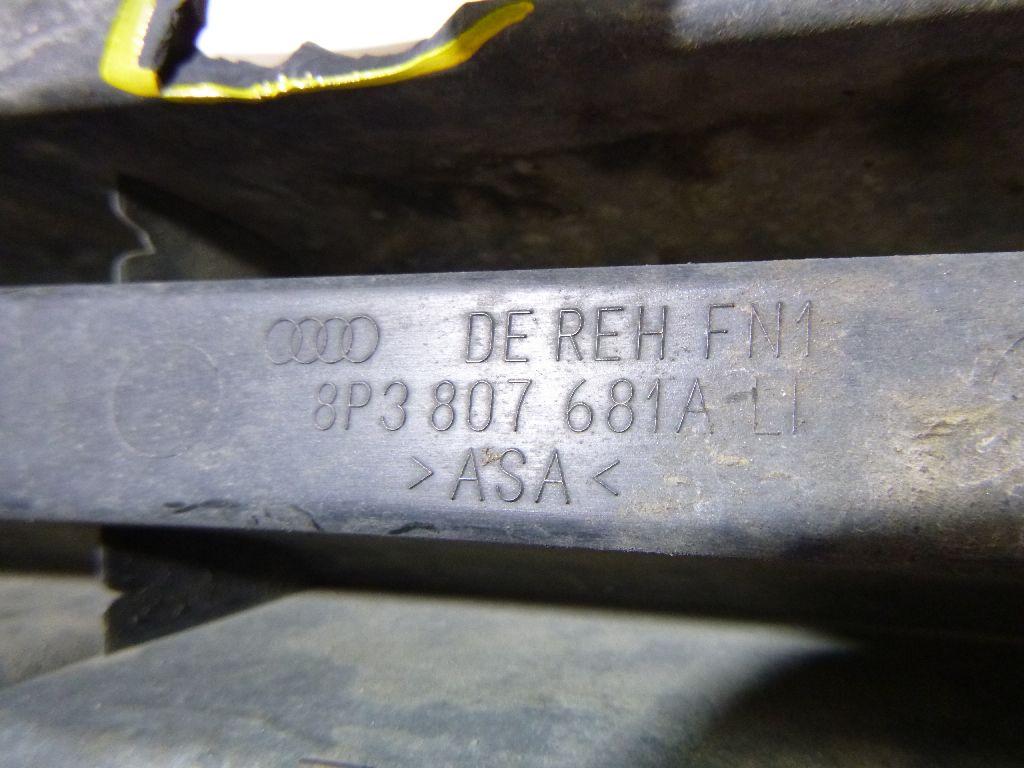 DE REH FN1
8P3 807 681A LI
>ASA<